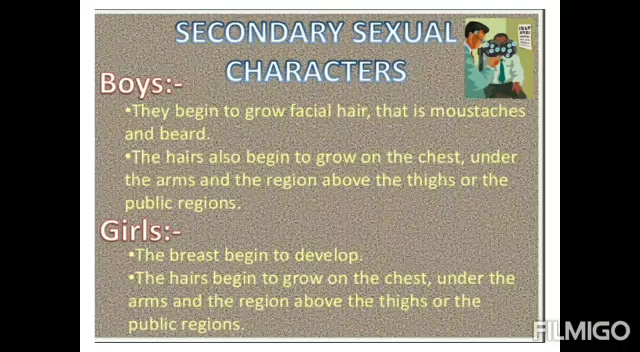 SECONDARY SEXUAL
CHARACTERS
Boys:-
•They begin to grow facial hair, that is moustaches
and beard.
•The hairs also begin to grow on the chest, under
the arms and the region above the thighs or the
public regions.
Girls:-
•The breast begin to develop.
•The hairs begin to grow on the chest, under the
arms and the region above the thighs or the
public regions.
FILMIGO